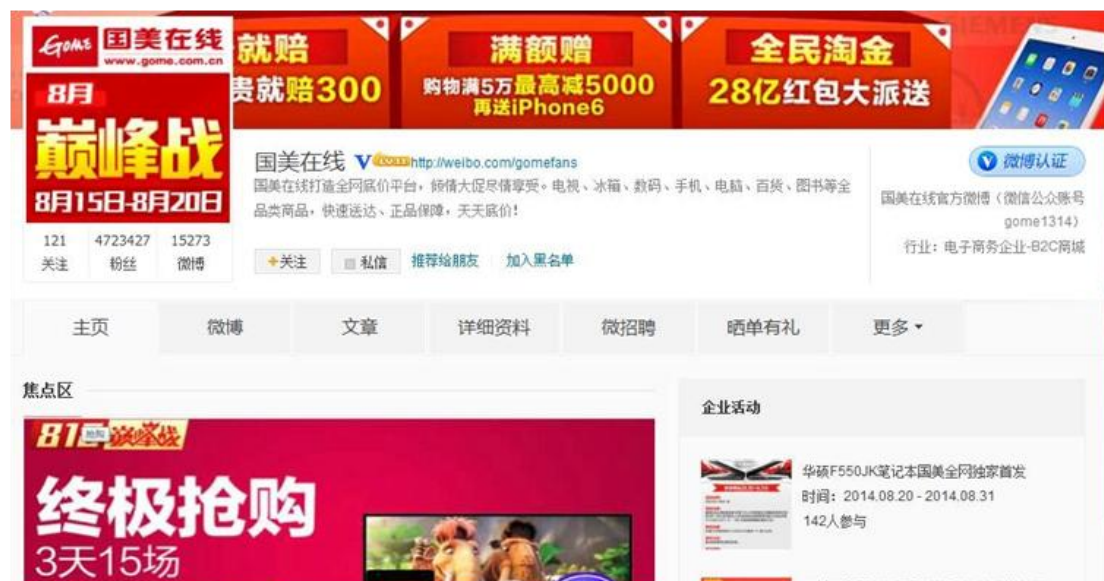 GOME 国美在线
www.gome.com.cn
8月
巅峰战
8月15日-8月20日
就赔
贵就赔300
满额赠
购物满5万最高减5000
再送iPhone6
全民淘金
28亿红包大派送
SIEMENS
国美在线 V http://weibo.com/gomefans
国美在线打造全网底价平台，倾情大促尽情享受。电视、冰箱、数码、手机、电脑、百货、图书等全
品类商品，快速送达、正品保障，天天底价！
121 4723427 15273
关注 粉丝 微博
+关注 私信 推荐给朋友 加入黑名单
V 微博认证
国美在线官方微博（微信公众账号
gome1314）
行业：电子商务企业-B2C商城
主页 微博 文章 详细资料 微招聘 晒单有礼 更多
焦点区
巅峰战
终极抢购
3天15场
企业活动
华硕F550JK笔记本国美全网独家首发
时间：2014.08.20 - 2014.08.31
142人参与